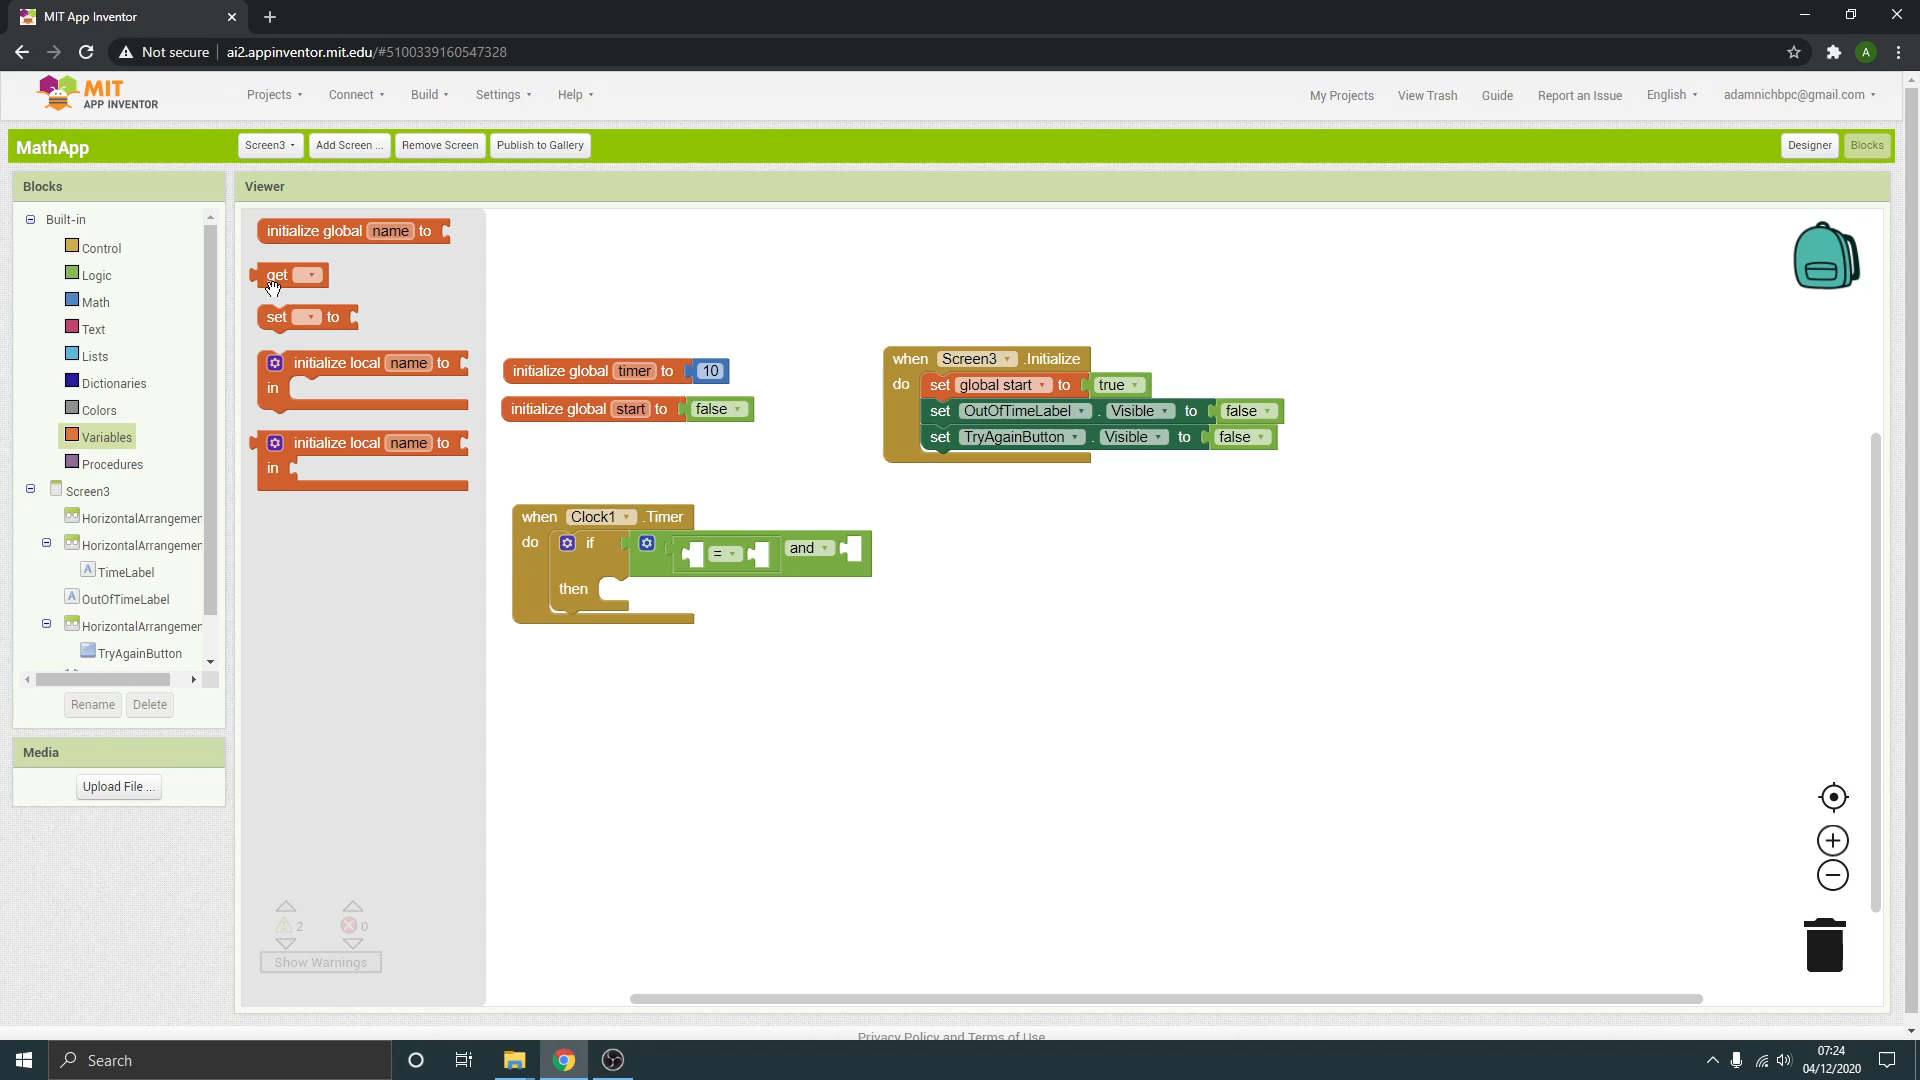 MIT App Inventor
Not secure ai2.appinventor.mit.edu/#5100339160547328 A
MIT
APP INVENTOR
Projects Connect Build Settings Help My Projects View Trash Guide Report an Issue English adamnichbpc@gmail.com
MathApp Screen3 Add Screen ... Remove Screen Publish to Gallery Designer Blocks
Blocks
Viewer
Built-in
Control
Logic
Math
Text
Lists
Dictionaries
Colors
Variables
Procedures
Screen3
HorizontalArrangemen
HorizontalArrangemen
A TimeLabel
A OutOfTimeLabel
HorizontalArrangemen
TryAgainButton
Rename Delete
Media
Upload File ...
initialize global name to
get
set to
initialize local name to
in
initialize local name to
in
2 0
Show Warnings
initialize global timer to 10
initialize global start to false
when Screen3 .Initialize
do set global start to true
set OutOfTimeLabel . Visible to false
set TryAgainButton . Visible to false
when Clock1 .Timer
do if = and
then
Privacy Policy and Terms of Use
Search
07:24
04/12/2020